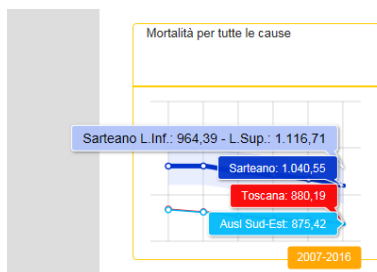 Mortalità per tutte le cause
Sarteano L.Inf.: 964,39 - L.Sup.: 1.116,71
Sarteano: 1.040,55
Toscana: 880,19
Ausl Sud-Est: 875,42
2007-2016